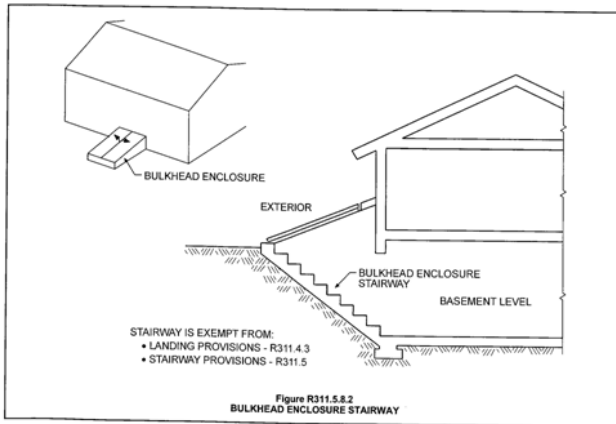 BULKHEAD ENCLOSURE
EXTERIOR
BULKHEAD ENCLOSURE
STAIRWAY
BASEMENT LEVEL
STAIRWAY IS EXEMPT FROM:
• LANDING PROVISIONS - R311.4.3
• STAIRWAY PROVISIONS - R311.5
Figure R311.5.8.2
BULKHEAD ENCLOSURE STAIRWAY